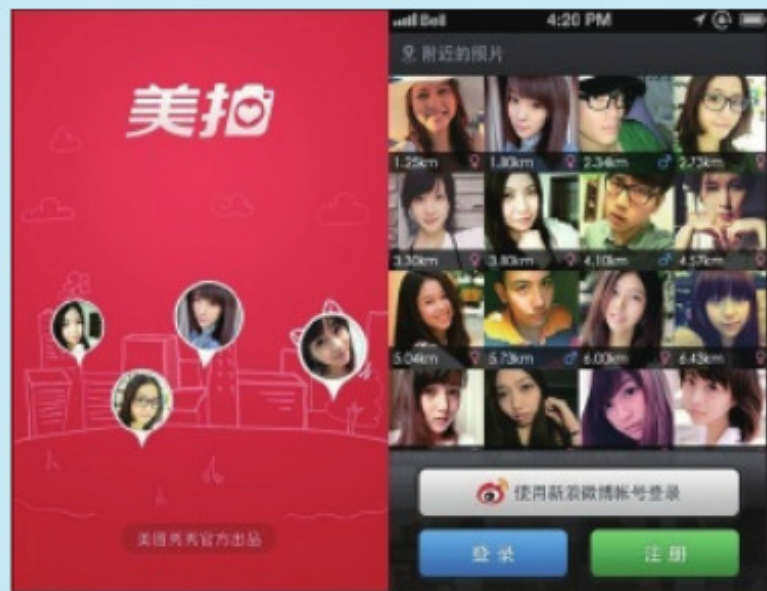 美拍
美图秀秀官方出品
Bell
4:20 PM
附近的照片
1.25km ♀ 1.80km ♀ 2.34km ♂ 2.73km ♀
3.30km ♀ 3.80km ♀ 4.10km ♂ 4.57km ♀
5.04km ♀ 5.73km ♂ 6.00km ♀ 6.43km ♀
使用新浪微博帐号登录
登录
注册